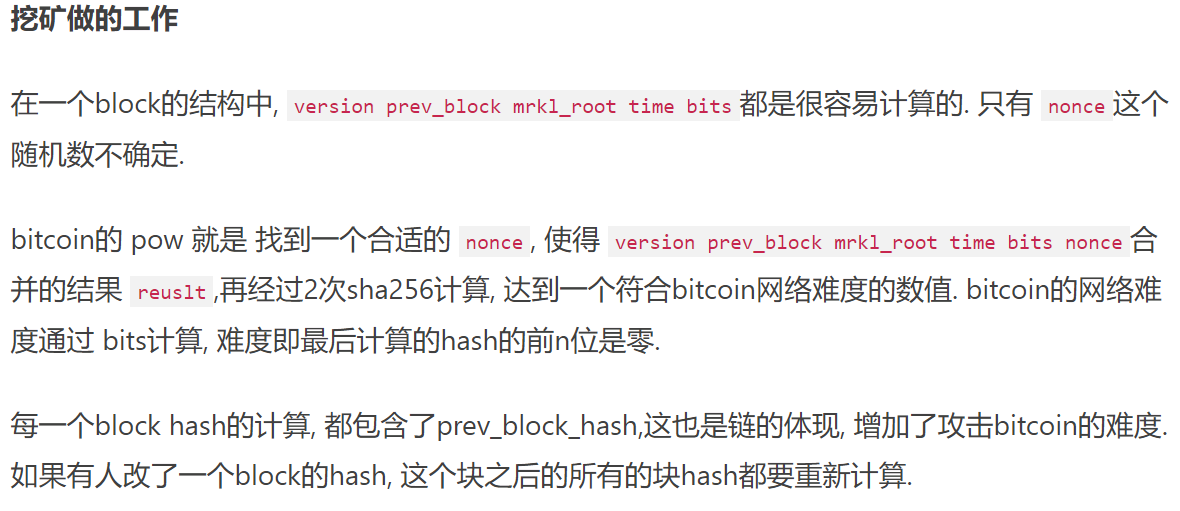 挖矿做的工作
在一个block的结构中, version prev_block mrkl_root time bits都是很容易计算的. 只有 nonce这个
随机数不确定.
bitcoin的 pow 就是 找到一个合适的 nonce, 使得 version prev_block mrkl_root time bits nonce合
并的结果 reuslt,再经过2次sha256计算, 达到一个符合bitcoin网络难度的数值. bitcoin的网络难
度通过 bits计算, 难度即最后计算的hash的前n位是零.
每一个block hash的计算, 都包含了prev_block_hash,这也是链的体现, 增加了攻击bitcoin的难度.
如果有人改了一个block的hash, 这个块之后的所有的块hash都要重新计算.